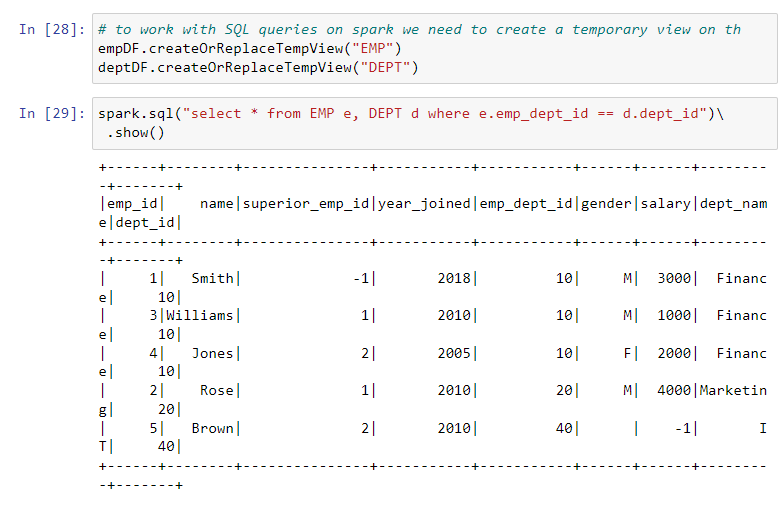 In [28]: # to work with SQL queries on spark we need to create a temporary view on th
empDF.createOrReplaceTempView("EMP")
deptDF.createOrReplaceTempView("DEPT")
In [29]: spark.sql("select * from EMP e, DEPT d where e.emp_dept_id == d.dept_id")\
 .show()
+------+--------+---------------+-----------+-----------+------+------+--------
-+-------+
|emp_id|    name|superior_emp_id|year_joined|emp_dept_id|gender|salary|dept_nam
e|dept_id|
+------+--------+---------------+-----------+-----------+------+------+--------
-+-------+
|     1|   Smith|             -1|       2018|         10|     M|  3000|  Financ
e|     10|
|     3|Williams|              1|       2010|         10|     M|  1000|  Financ
e|     10|
|     4|   Jones|              2|       2005|         10|     F|  2000|  Financ
e|     10|
|     2|    Rose|              1|       2010|         20|     M|  4000|Marketin
g|     20|
|     5|   Brown|              2|       2010|         40|      |    -1|       I
T|     40|
+------+--------+---------------+-----------+-----------+------+------+--------
-+-------+